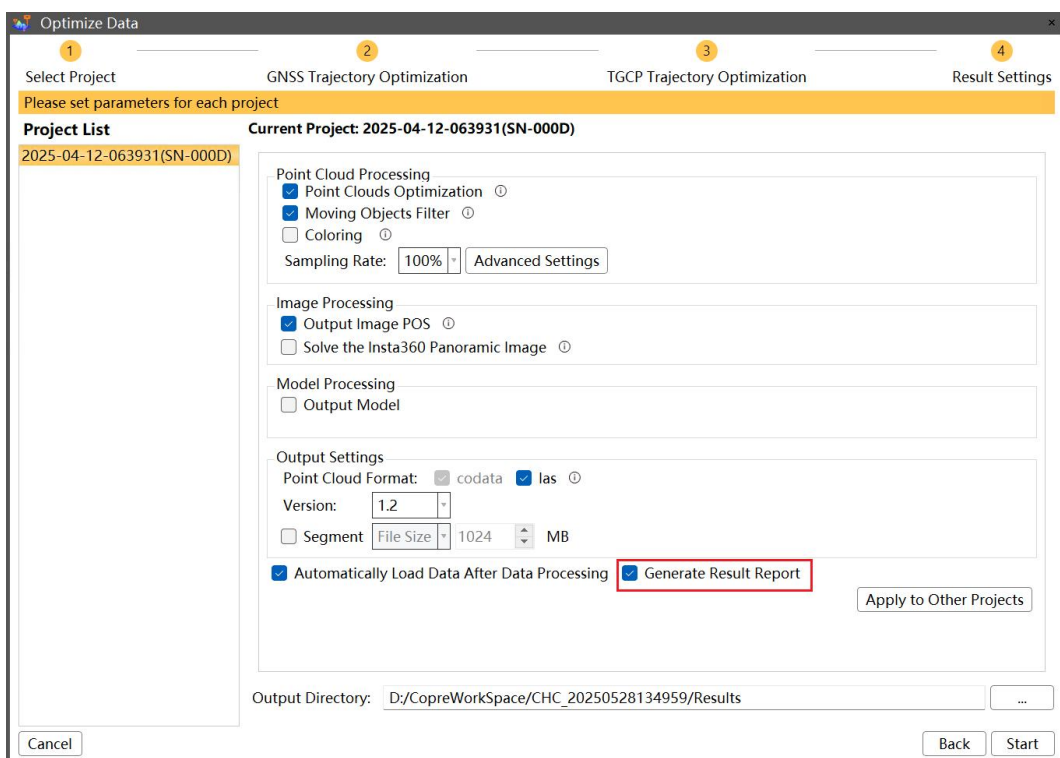 Optimize Data
1 2 3 4
Select Project GNSS Trajectory Optimization TGCP Trajectory Optimization Result Settings
Please set parameters for each project
Project List Current Project: 2025-04-12-063931(SN-000D)
2025-04-12-063931(SN-000D)
Point Cloud Processing
Point Clouds Optimization
Moving Objects Filter
Coloring
Sampling Rate: 100% Advanced Settings
Image Processing
Output Image POS
Solve the Insta360 Panoramic Image
Model Processing
Output Model
Output Settings
Point Cloud Format: codata las
Version: 1.2
Segment File Size 1024 MB
Automatically Load Data After Data Processing Generate Result Report
Apply to Other Projects
Output Directory: D:/CopreWorkSpace/CHC_20250528134959/Results ...
Cancel Back Start